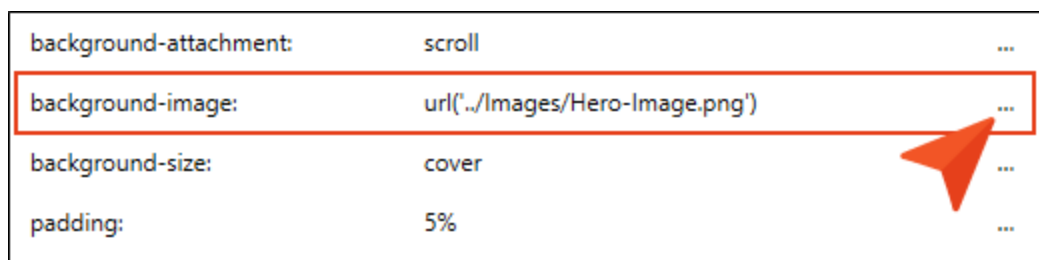 background-attachment: scroll ...
background-image: url('../Images/Hero-Image.png') ...
background-size: cover ...
padding: 5% ...